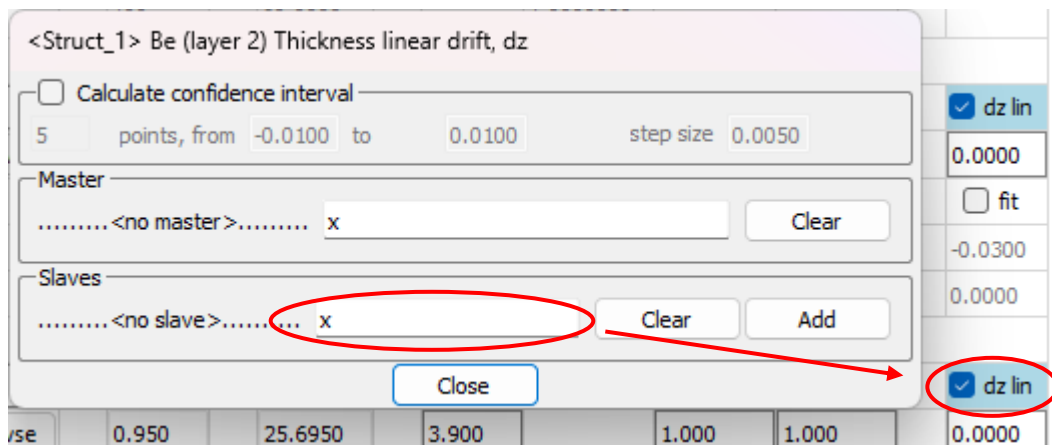 <Struct_1> Be (layer 2) Thickness linear drift, dz
Calculate confidence interval
5 points, from -0.0100 to 0.0100 step size 0.0050
dz lin
0.0000
Master
.........<no master>......... x Clear
fit
-0.0300
Slaves
0.0000
.........<no slave>.......... x Clear Add
Close
dz lin
0.950 25.6950 3.900 1.000 1.000 0.0000